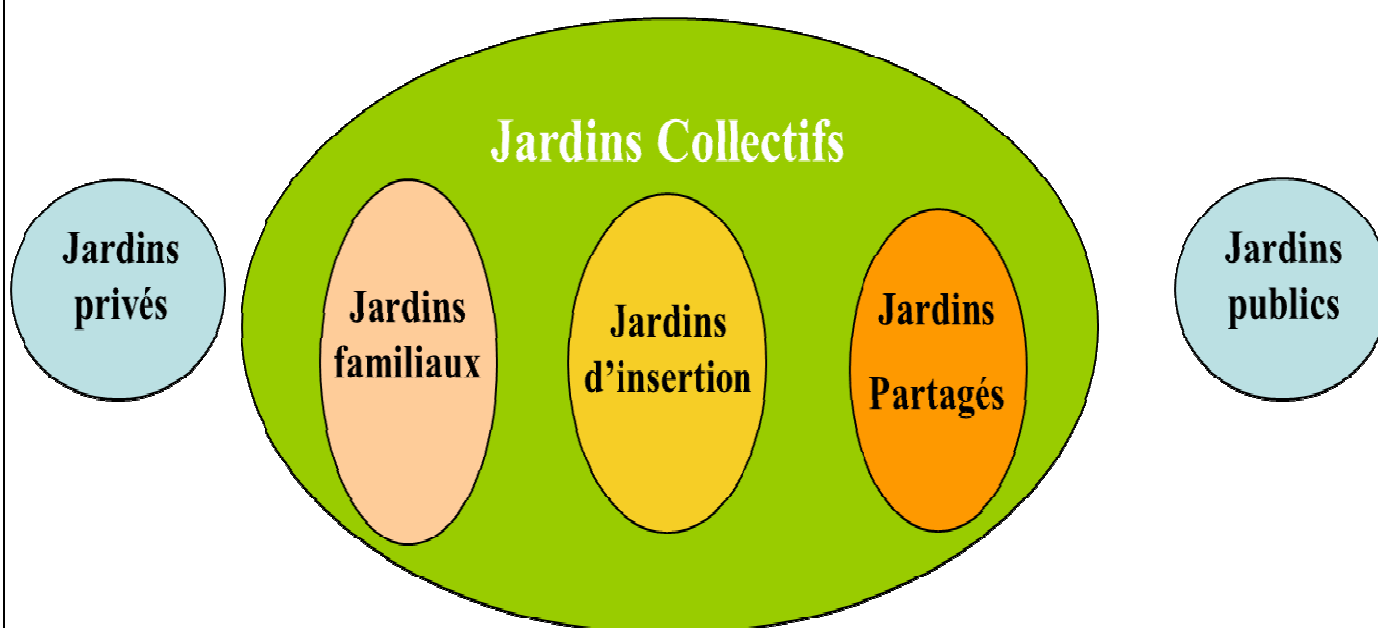 Jardins Collectifs
Jardins
privés
Jardins
familiaux
Jardins
d'insertion
Jardins
Partagés
Jardins
publics